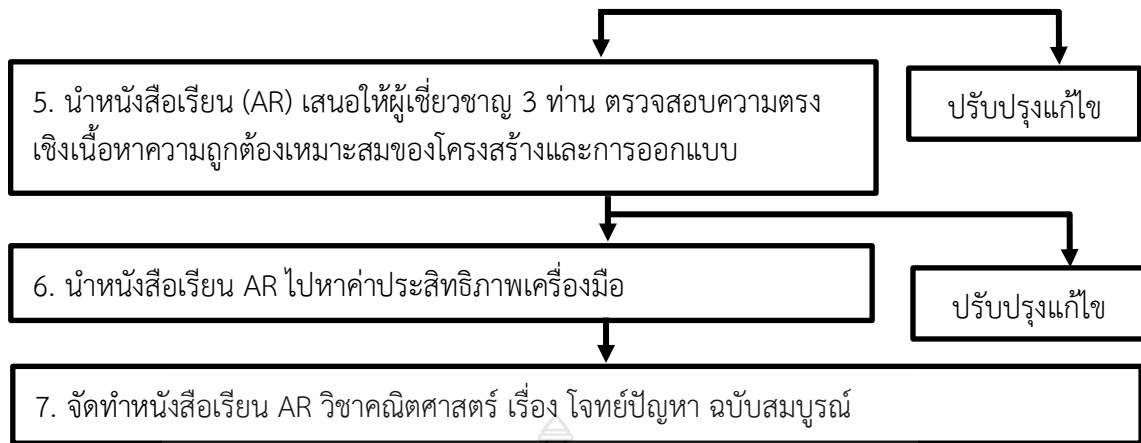 5. นำหนังสือเรียน (AR) เสนอให้ผู้เชี่ยวชาญ 3 ท่าน ตรวจสอบความตรง
เชิงเนื้อหาความถูกต้องเหมาะสมของโครงสร้างและการออกแบบ
ปรับปรุงแก้ไข
6. นำหนังสือเรียน AR ไปหาค่าประสิทธิภาพเครื่องมือ
ปรับปรุงแก้ไข
7. จัดทำหนังสือเรียน AR วิชาคณิตศาสตร์ เรื่อง โจทย์ปัญหา ฉบับสมบูรณ์